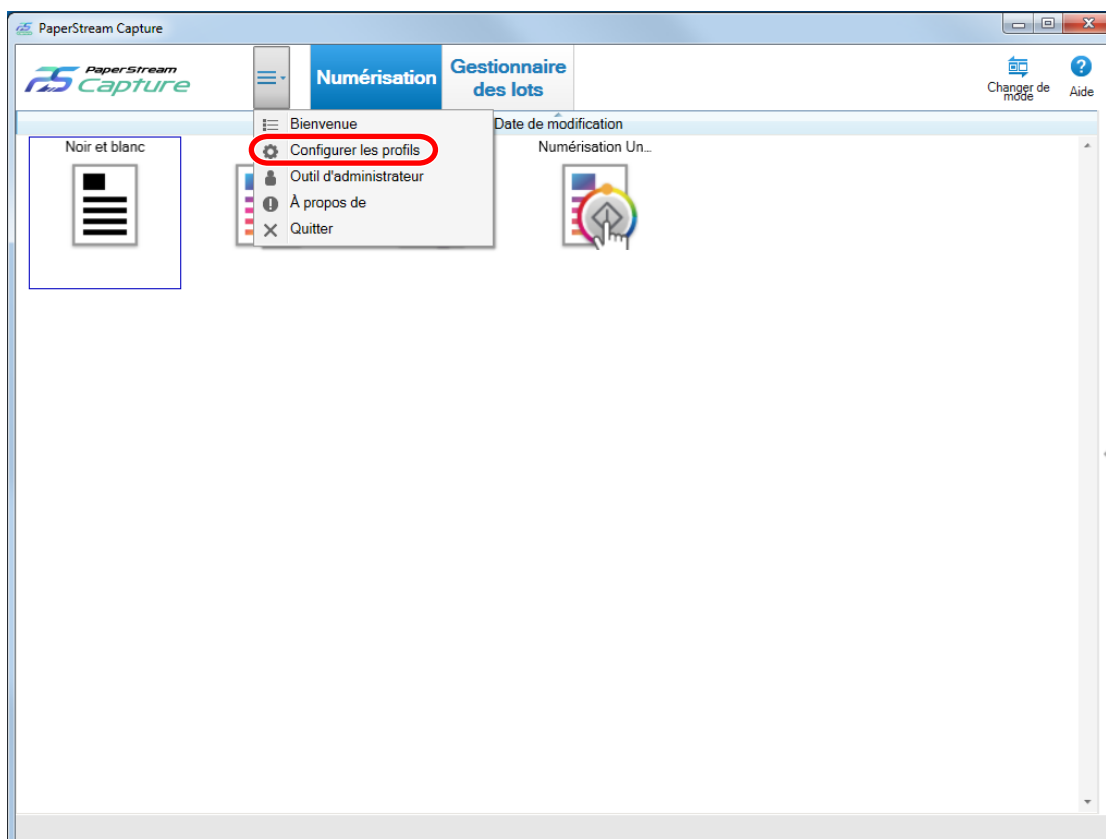 PaperStream Capture
PaperStream
Capture
Numérisation
Gestionnaire
des lots
Changer de
mode
Aide
Date de modification
Bienvenue
Configurer les profils
Outil d'administrateur
À propos de
Quitter
Noir et blanc
Numérisation Un...